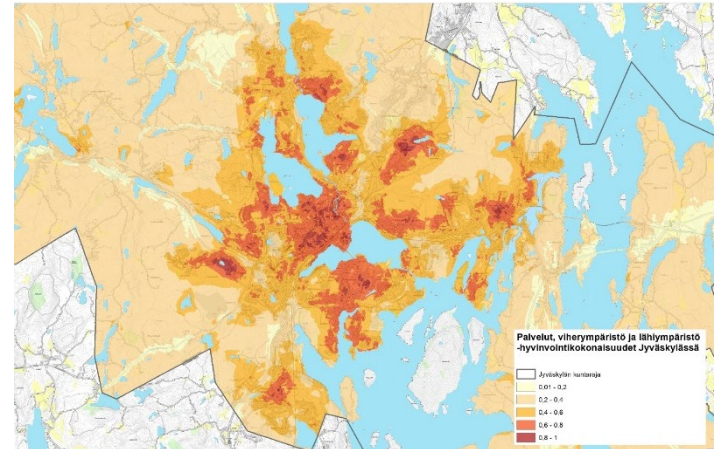 Palvelut, viherympäristö ja lähiympäristö
-hyvinvointikokonaisuudet Jyväskylässä
Jyväskylän kuntaraja
0,01 - 0,2
0,2 - 0,4
0,4 - 0,6
0,6 - 0,8
0,8 - 1